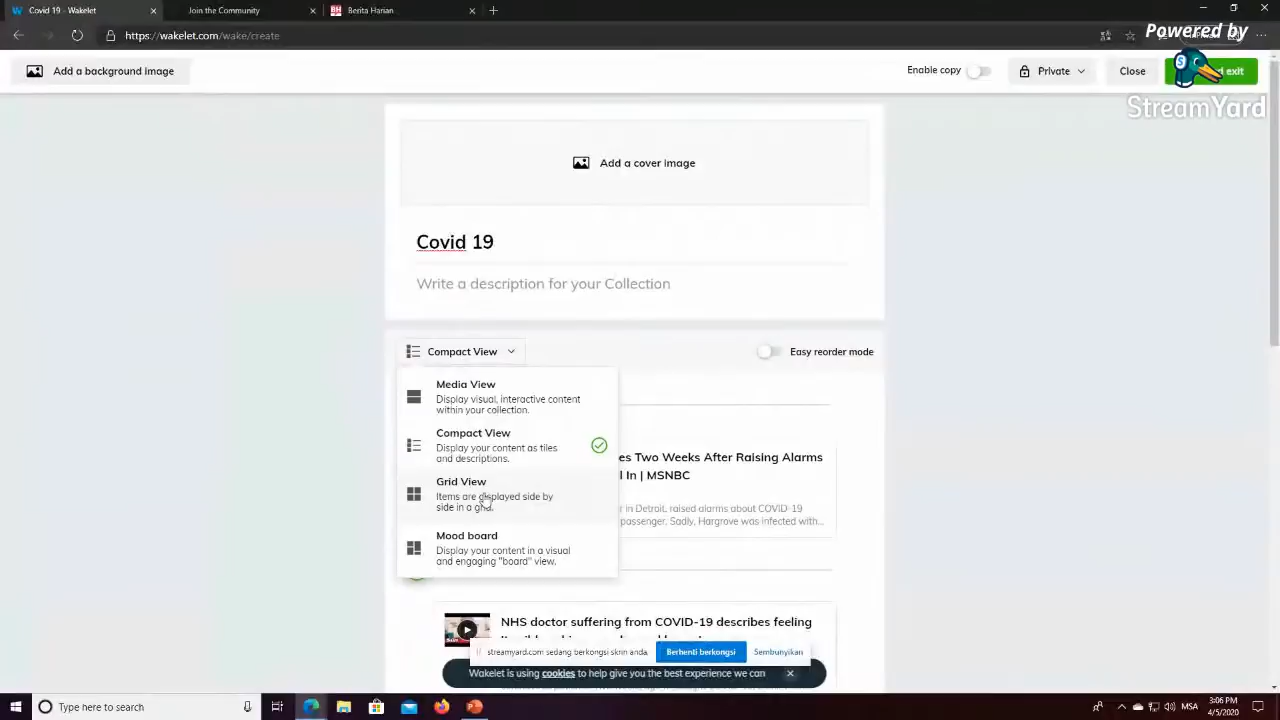 Covid 19 - Wakelet
Join the Community
Berita Harian
https://wakelet.com/wake/create
Powered by
StreamYard
Add a background image
Enable copy
Private
Close
exit
Add a cover image
Covid 19
Write a description for your Collection
Compact View
Easy reorder mode
Media View
Display visual, interactive content
within your collection.
Compact View
Display your content as tiles
and descriptions.
Grid View
Items are displayed side by
side in a grid.
Mood board
Display your content in a visual
and engaging "board" view.
es Two Weeks After Raising Alarms
l In | MSNBC
r in Detroit, raised alarms about COVID-19
passenger. Sadly, Hargrove was infected with...
NHS doctor suffering from COVID-19 describes feeling
streamyard.com sedang berkongsi skrin anda.
Berhenti berkongsi
Sembunyikan
Wakelet is using cookies to help give you the best experience we can
Type here to search
3:06 PM
4/5/2020